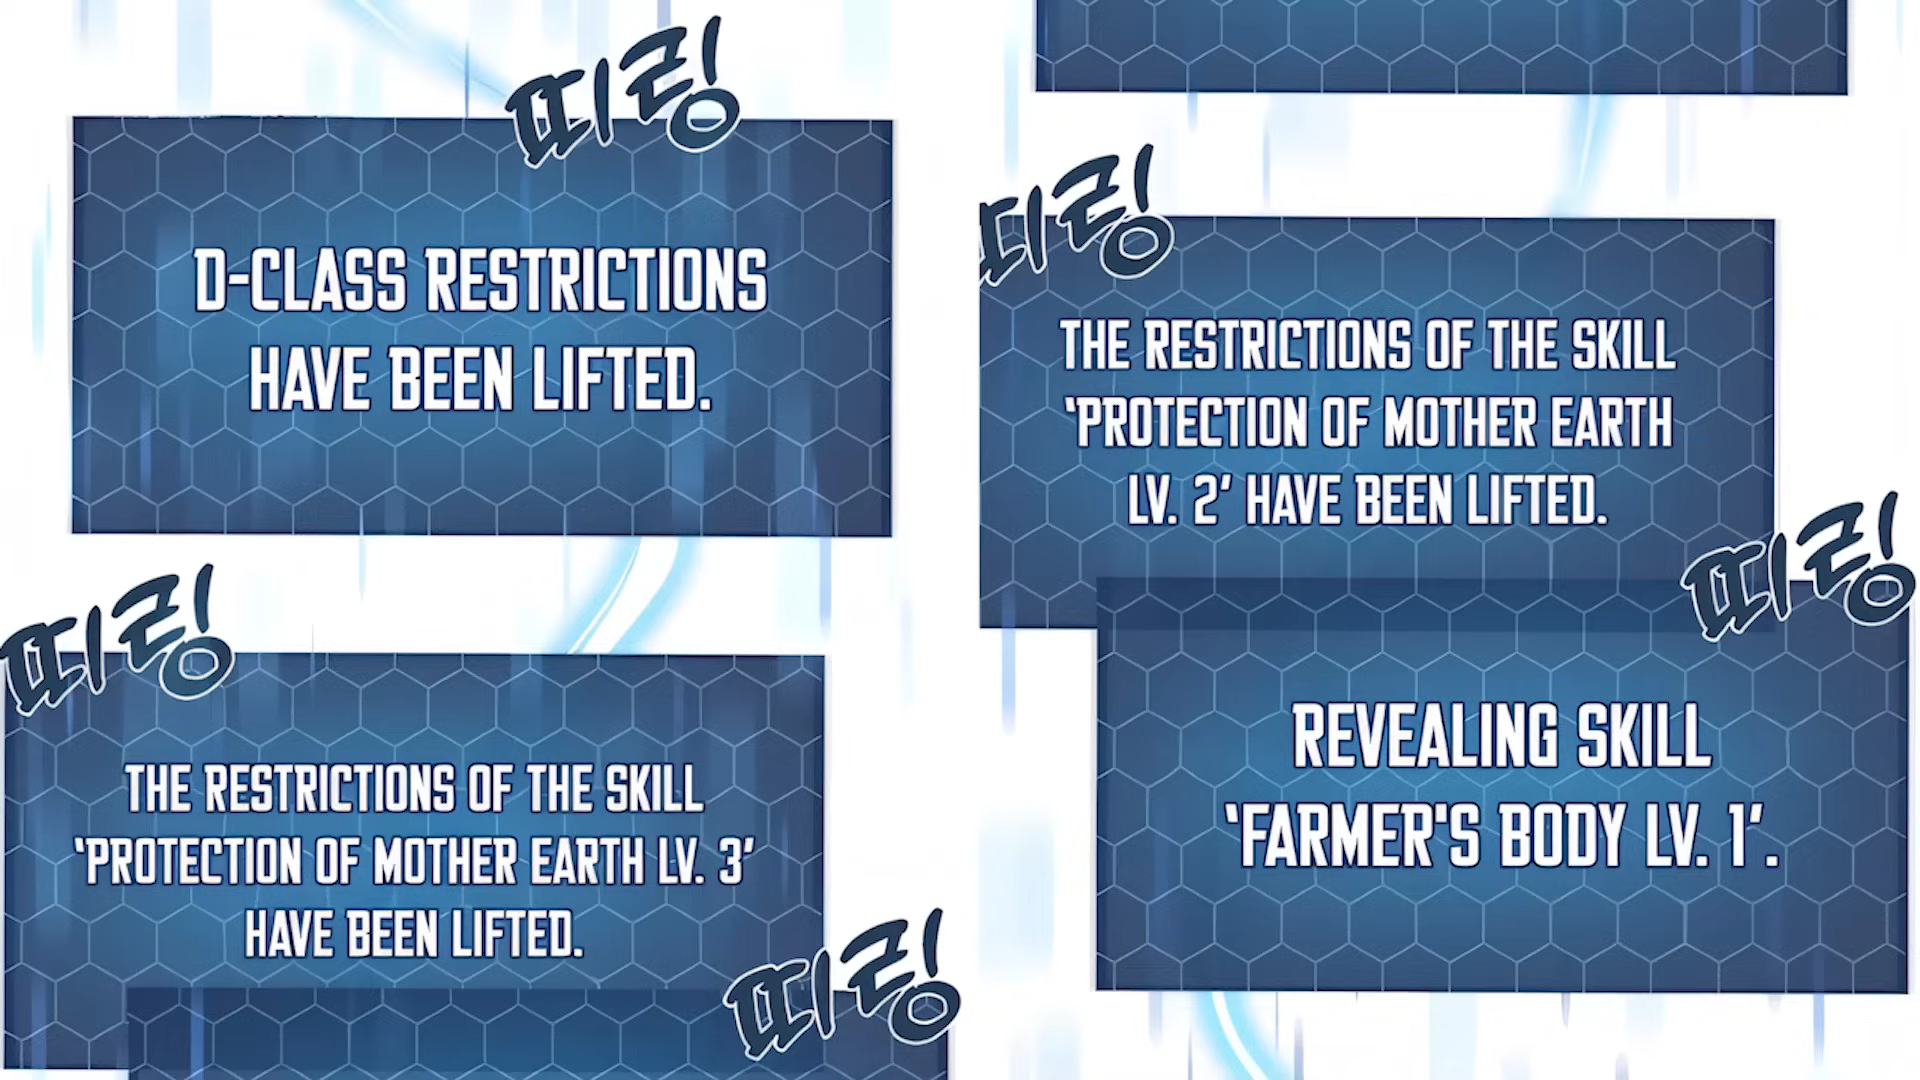 띠링
D-CLASS RESTRICTIONS
HAVE BEEN LIFTED.
띠링
THE RESTRICTIONS OF THE SKILL
'PROTECTION OF MOTHER EARTH LV. 3'
HAVE BEEN LIFTED.
띠링
띠링
THE RESTRICTIONS OF THE SKILL
'PROTECTION OF MOTHER EARTH
LV. 2' HAVE BEEN LIFTED.
띠링
REVEALING SKILL
'FARMER'S BODY LV. 1'.